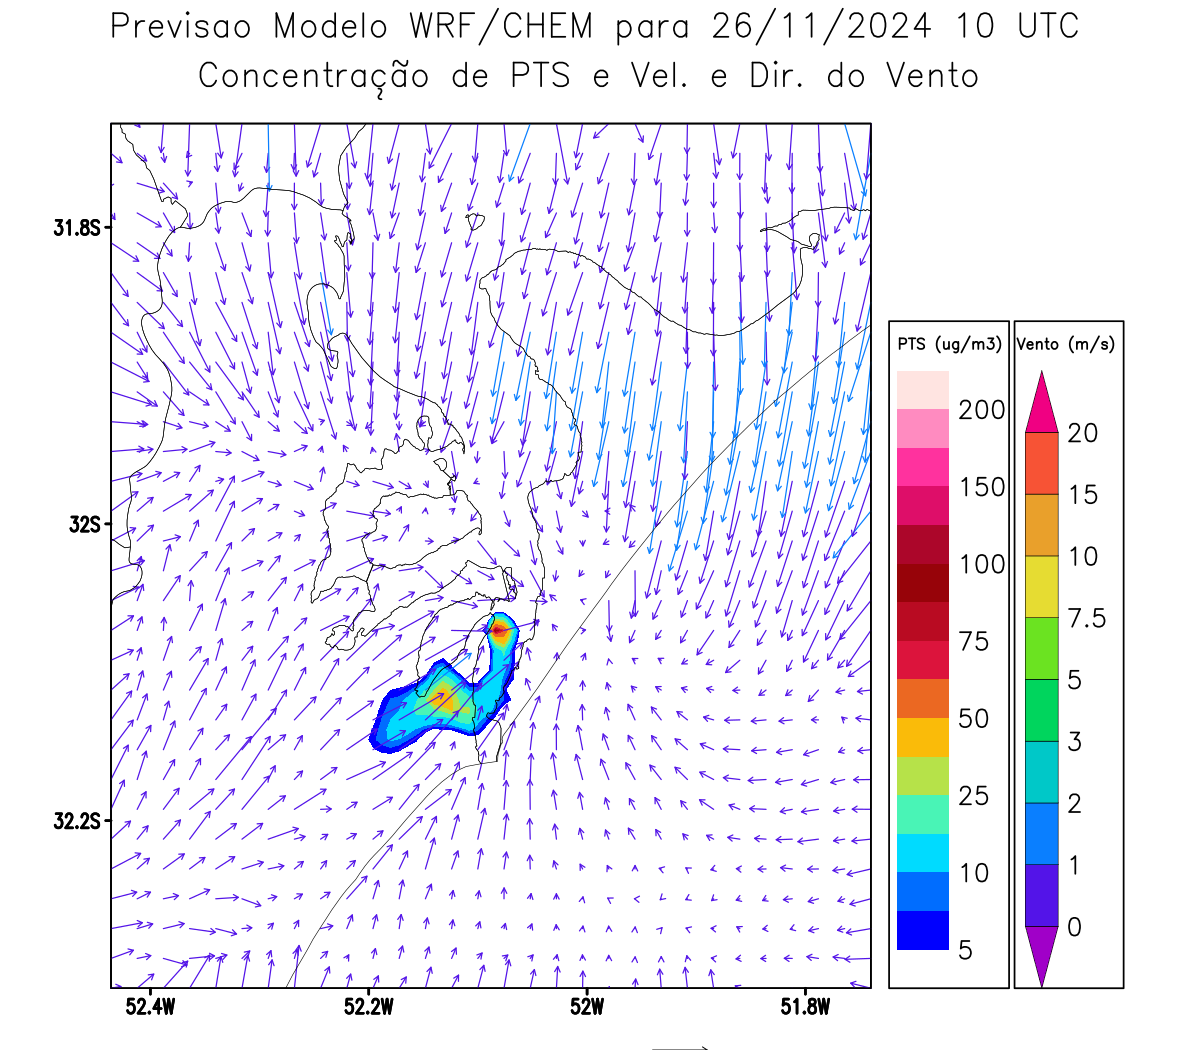 Previsao Modelo WRF/CHEM para 26/11/2024 10 UTC
Concentração de PTS e Vel. e Dir. do Vento
31.8S
32S
32.2S
52.4W 52.2W 52W 51.8W
PTS (ug/m3)
200
150
100
75
50
25
10
5
Vento (m/s)
20
15
10
7.5
5
3
2
1
0